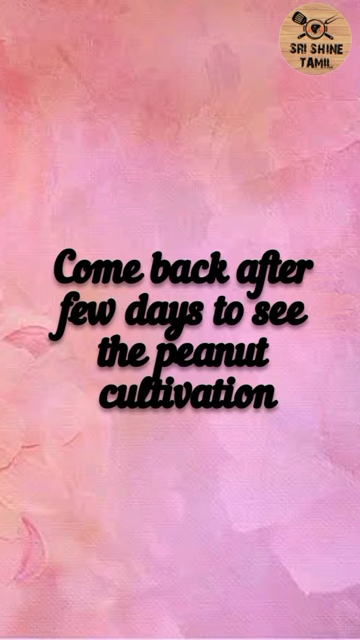 SRI SHINE
TAMIL
Come back after
few days to see
the peanut
cultivation